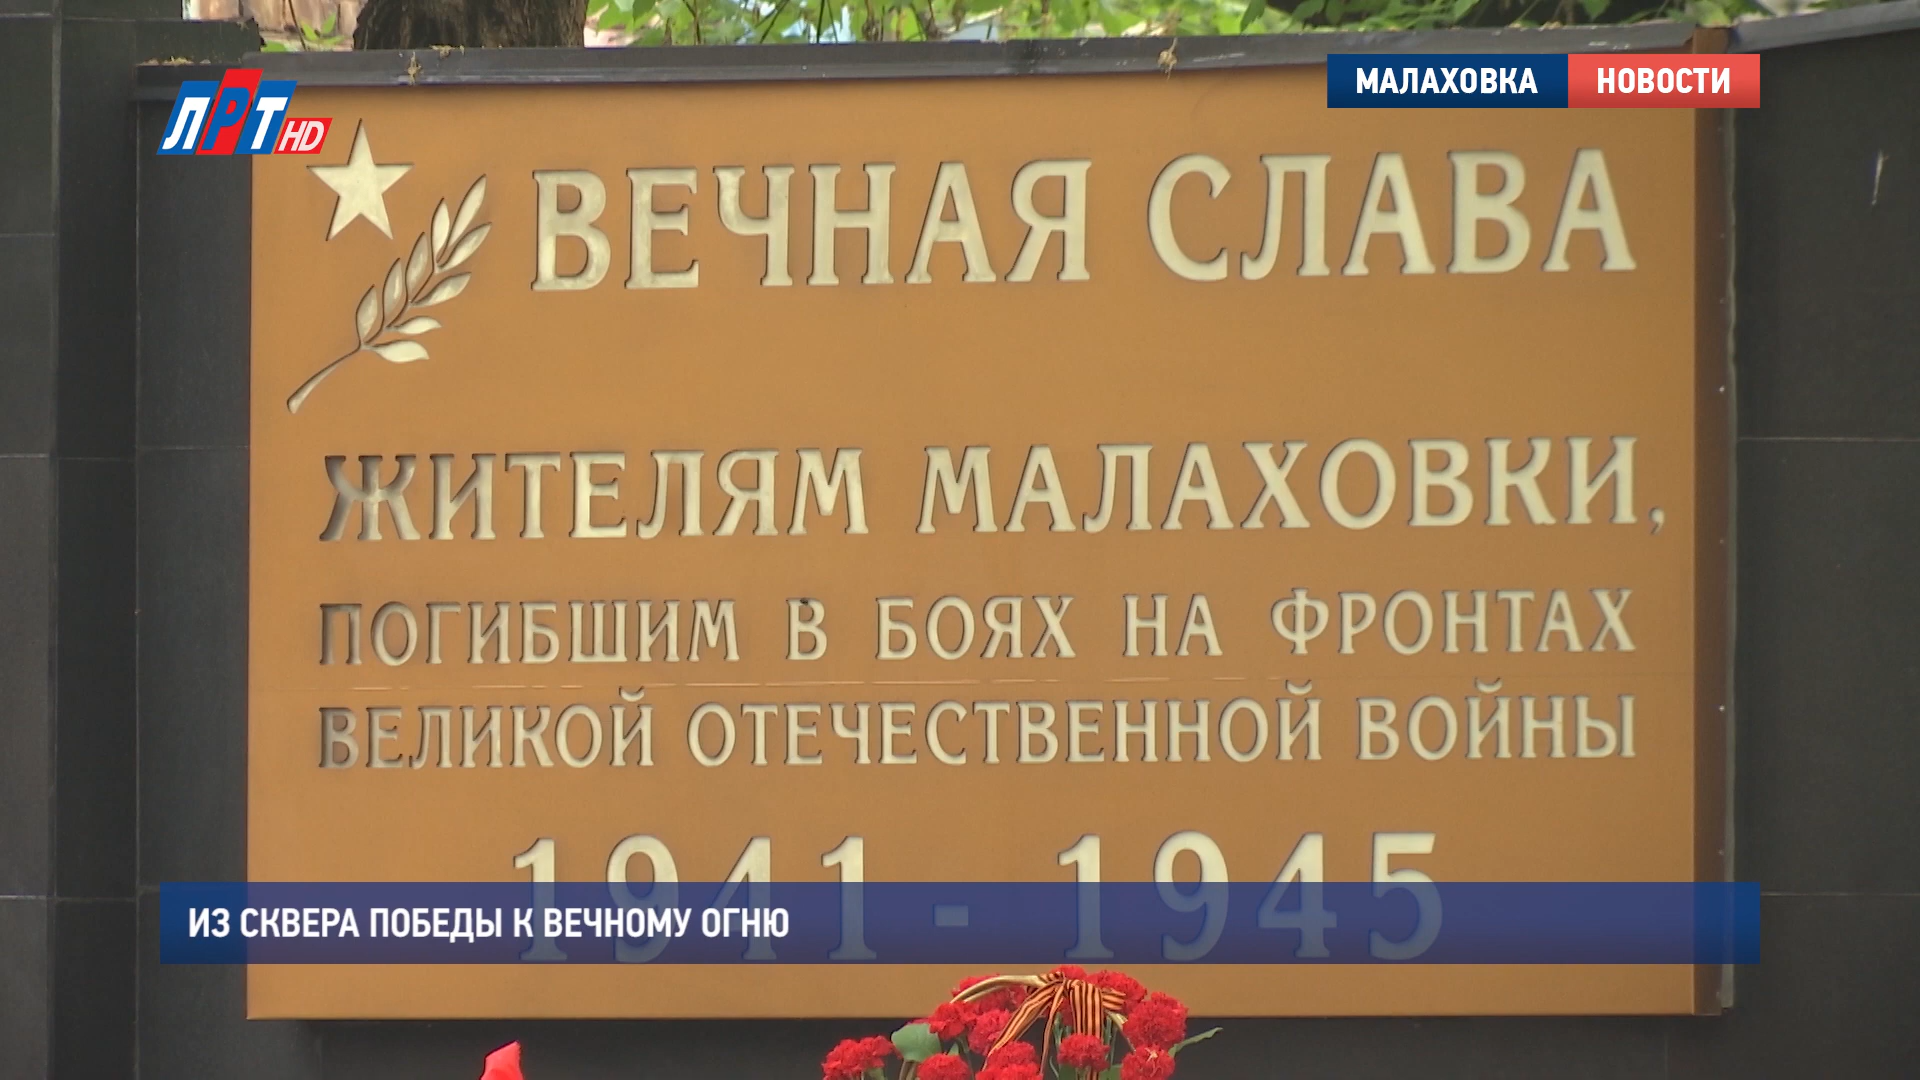 МАЛАХОВКА НОВОСТИ
ЛРТ HD
ВЕЧНАЯ СЛАВА
ЖИТЕЛЯМ МАЛАХОВКИ,
ПОГИБШИМ В БОЯХ НА ФРОНТАХ
ВЕЛИКОЙ ОТЕЧЕСТВЕННОЙ ВОЙНЫ
1941 - 1945
ИЗ СКВЕРА ПОБЕДЫ К ВЕЧНОМУ ОГНЮ